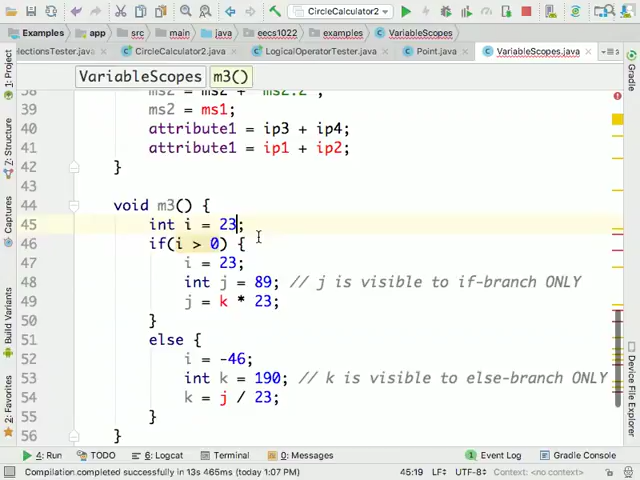 CircleCalculator2
Examples app src main java eecs1022 examples VariableScopes
ectionsTester.java CircleCalculator2.java LogicalOperatorTester.java Point.java VariableScopes.java
VariableScopes m3()
1: Project
7: Structure
Captures
Build Variants
2: Favorites
Gradle
Device File Explorer
38 ms2 = ms2 + "ms2.2";
39 ms2 = ms1;
40 attribute1 = ip3 + ip4;
41 attribute1 = ip1 + ip2;
42 }
43
44 void m3() {
45 int i = 23;
46 if(i > 0) {
47 i = 23;
48 int j = 89; // j is visible to if-branch ONLY
49 j = k * 23;
50 }
51 else {
52 i = -46;
53 int k = 190; // k is visible to else-branch ONLY
54 k = j / 23;
55 }
56 }
4: Run TODO 6: Logcat Terminal 0: Messages Event Log Gradle Console
Compilation completed successfully in 13s 465ms (today 1:07 PM) 45:19 LF÷ UTF-8÷ Context: <no context>